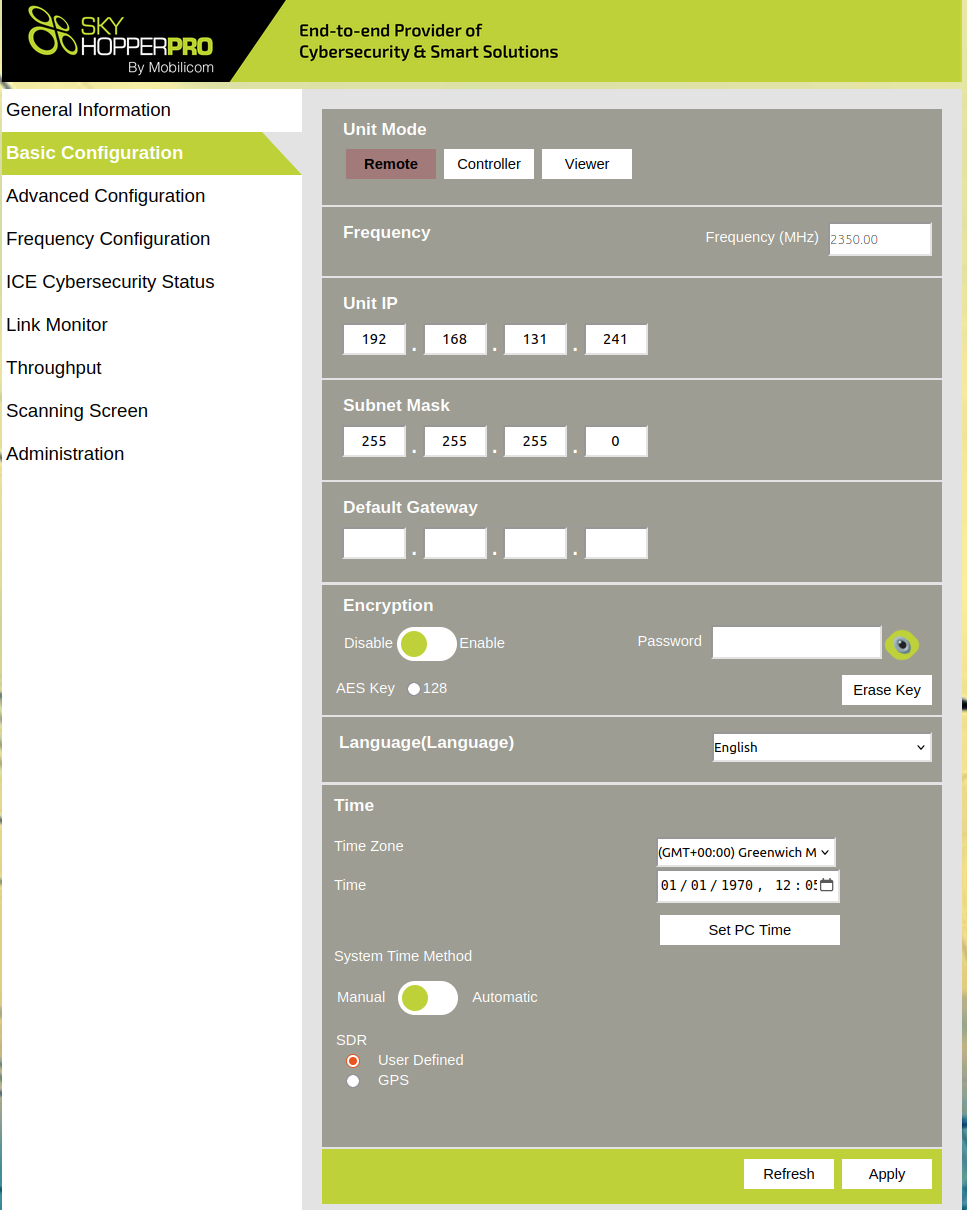 SKY
HOPPERPRO
By Mobilicom
End-to-end Provider of
Cybersecurity & Smart Solutions
General Information
Basic Configuration
Advanced Configuration
Frequency Configuration
ICE Cybersecurity Status
Link Monitor
Throughput
Scanning Screen
Administration
Unit Mode
Remote Controller Viewer
Frequency Frequency (MHz) 2350.00
Unit IP
192 . 168 . 131 . 241
Subnet Mask
255 . 255 . 255 . 0
Default Gateway
. . .
Encryption
Disable Enable Password
AES Key 128 Erase Key
Language(Language) English
Time
Time Zone (GMT+00:00) Greenwich M
Time 01/01/1970, 12:05
Set PC Time
System Time Method
Manual Automatic
SDR
User Defined
GPS
Refresh Apply